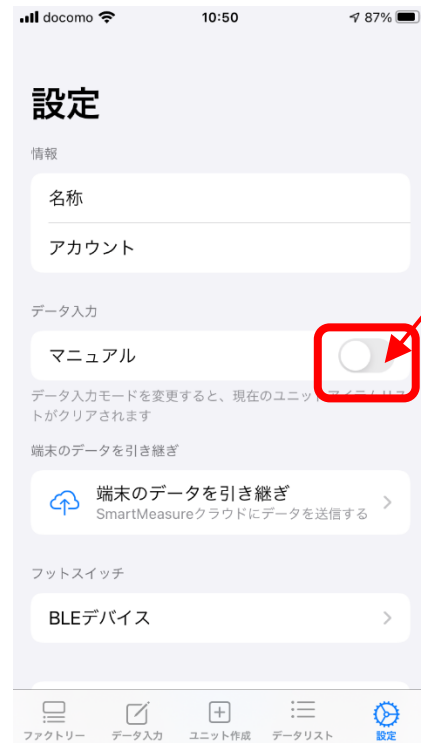 docomo 10:50 87%
設定
情報
名称
アカウント
データ入力
マニュアル
データ入力モードを変更すると、現在のユニットアイテムリス
トがクリアされます
端末のデータを引き継ぎ
端末のデータを引き継ぎ
SmartMeasureクラウドにデータを送信する
フットスイッチ
BLEデバイス
ファクトリー データ入力 ユニット作成 データリスト 設定